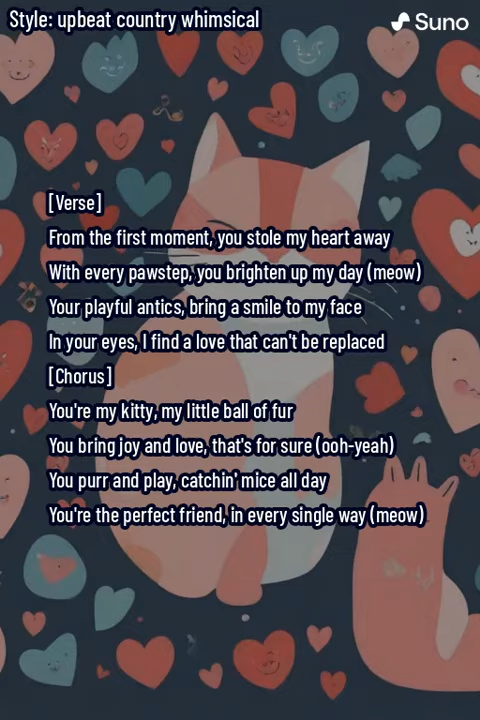 Style: upbeat country whimsical
Suno
[Verse]
From the first moment, you stole my heart away
With every pawstep, you brighten up my day (meow)
Your playful antics, bring a smile to my face
In your eyes, I find a love that can't be replaced
[Chorus]
You're my kitty, my little ball of fur
You bring joy and love, that's for sure (ooh-yeah)
You purr and play, catchin' mice all day
You're the perfect friend, in every single way (meow)